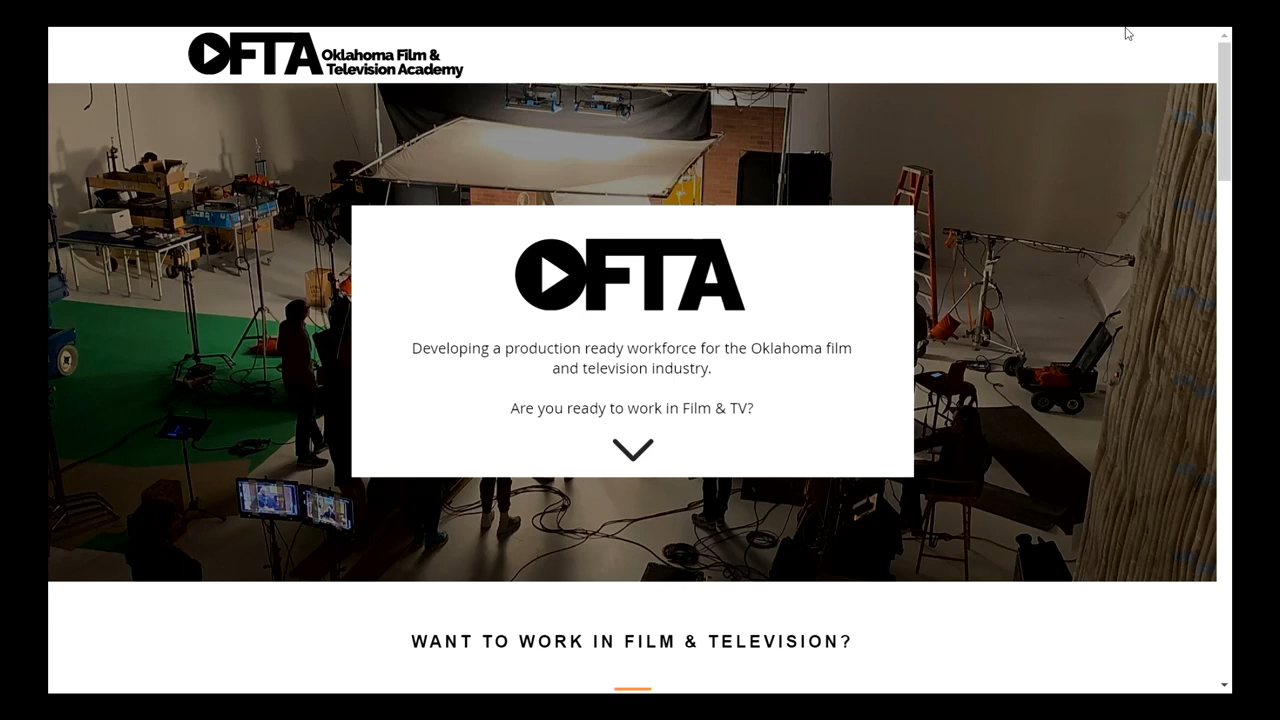 OFTA Oklahoma Film &
Television Academy
OFTA
Developing a production ready workforce for the Oklahoma film
and television industry.
Are you ready to work in Film & TV?
WANT TO WORK IN FILM & TELEVISION?